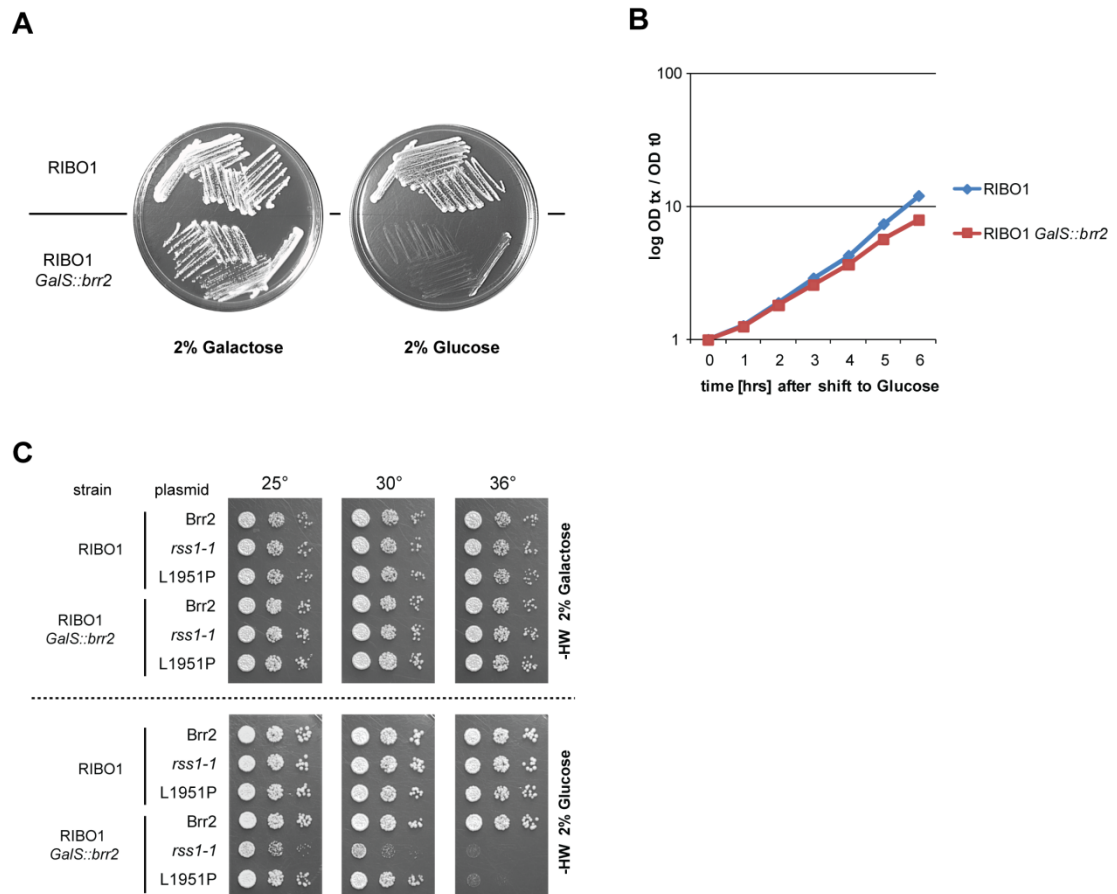 A
RIBO1
RIBO1
GalS::brr2
2% Galactose
2% Glucose
B
100
10
1
log OD tx / OD t0
0 1 2 3 4 5 6
time [hrs] after shift to Glucose
RIBO1
RIBO1 GalS::brr2
C
strain plasmid 25° 30° 36°
RIBO1
Brr2
rss1-1
L1951P
RIBO1
GalS::brr2
Brr2
rss1-1
L1951P
-HW 2% Galactose
RIBO1
Brr2
rss1-1
L1951P
RIBO1
GalS::brr2
Brr2
rss1-1
L1951P
-HW 2% Glucose